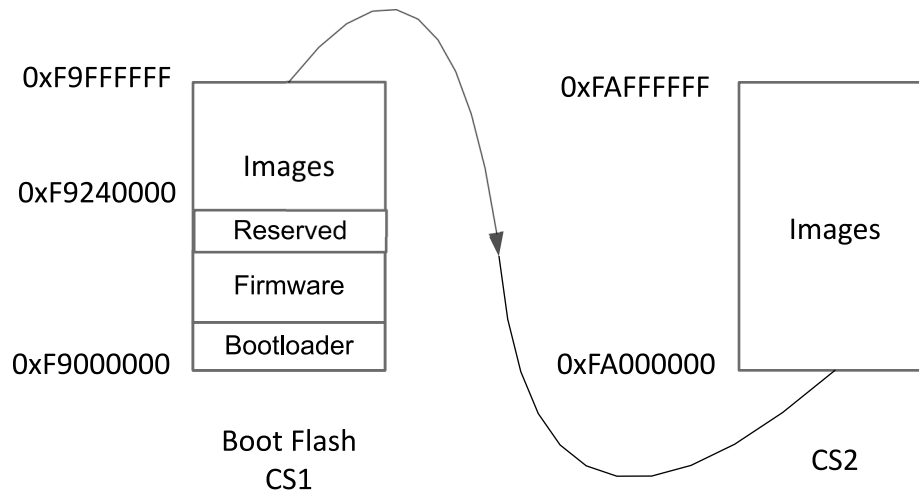 0xF9FFFFFF
Images
0xF9240000
Reserved
Firmware
Bootloader
0xF9000000
Boot Flash
CS1
0xFAFFFFFF
Images
0xFA000000
CS2